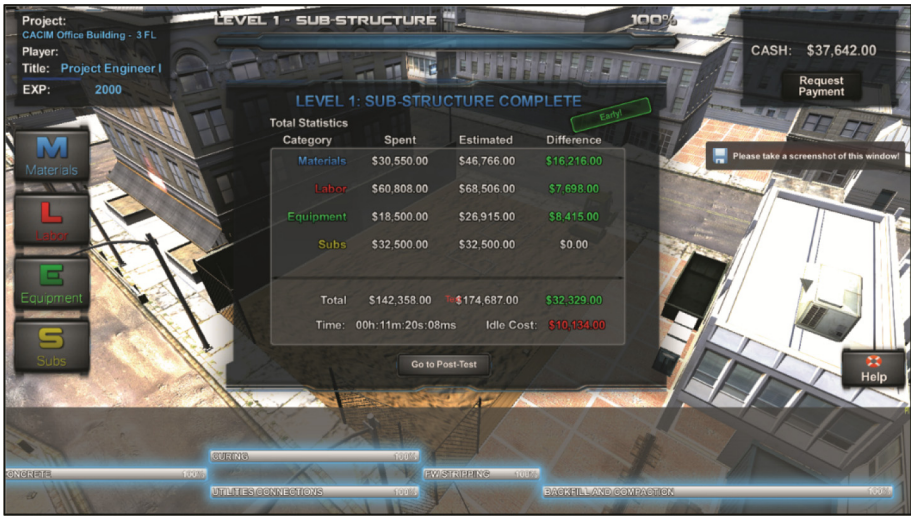 Project:
CACIM Office Building - 3 FL
Player:
Title: Project Engineer I
EXP: 2000
LEVEL 1 - SUB-STRUCTURE 100%
CASH: $37,642.00
Request
Payment
Please take a screenshot of this window!
M
Materials
L
Labor
E
Equipment
S
Subs
LEVEL 1: SUB-STRUCTURE COMPLETE
Early!
Total Statistics
Category Spent Estimated Difference
Materials $30,550.00 $46,766.00 $16,216.00
Labor $60,808.00 $68,506.00 $7,698.00
Equipment $18,500.00 $26,915.00 $8,415.00
Subs $32,500.00 $32,500.00 $0.00
Total $142,358.00 $174,687.00 $32,329.00
Time: 00h:11m:20s:08ms Idle Cost: $10,134.00
Go to Post-Test
Help
CURING 100%
ONCRETE 100% FW STRIPPING 100%
UTILITIES CONNECTIONS 100% BACKFILL AND COMPACTION 100%